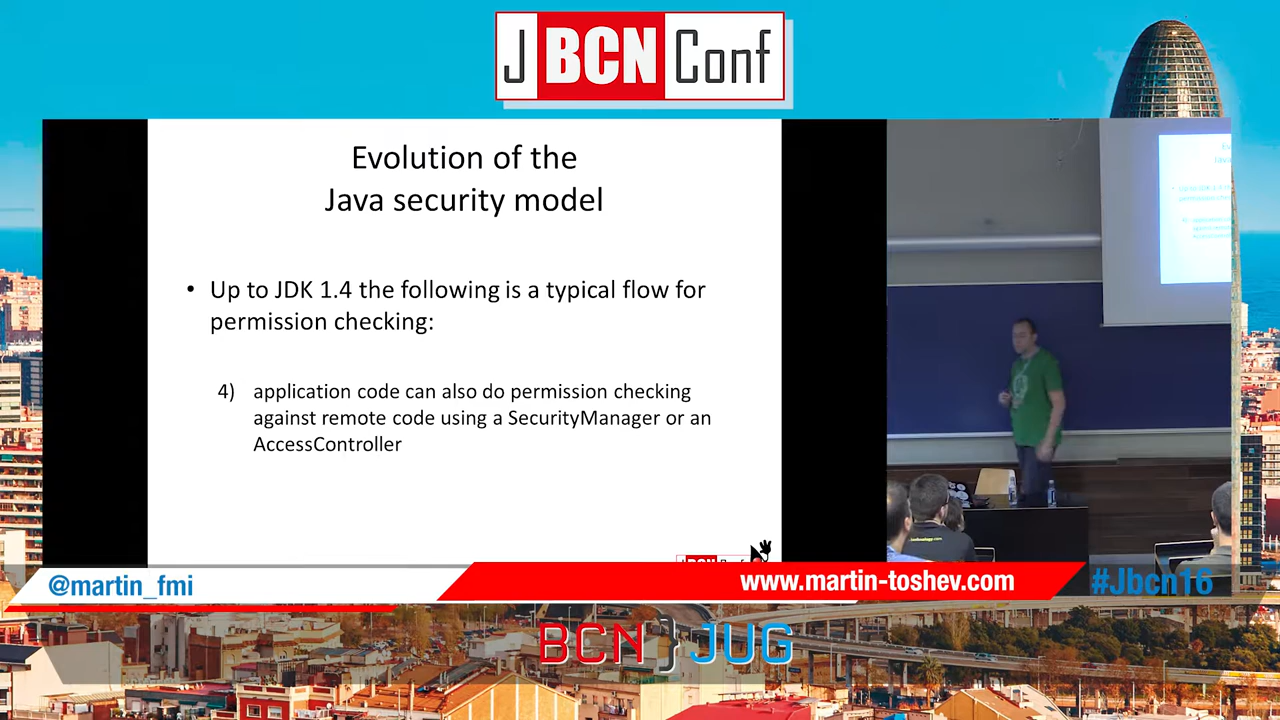 J BCN Conf
Evolution of the
Java security model
• Up to JDK 1.4 the following is a typical flow for
permission checking:
4) application code can also do permission checking
against remote code using a SecurityManager or an
AccessController
@martin_fmi
www.martin-toshev.com
#Jbcn16
BCN JUG